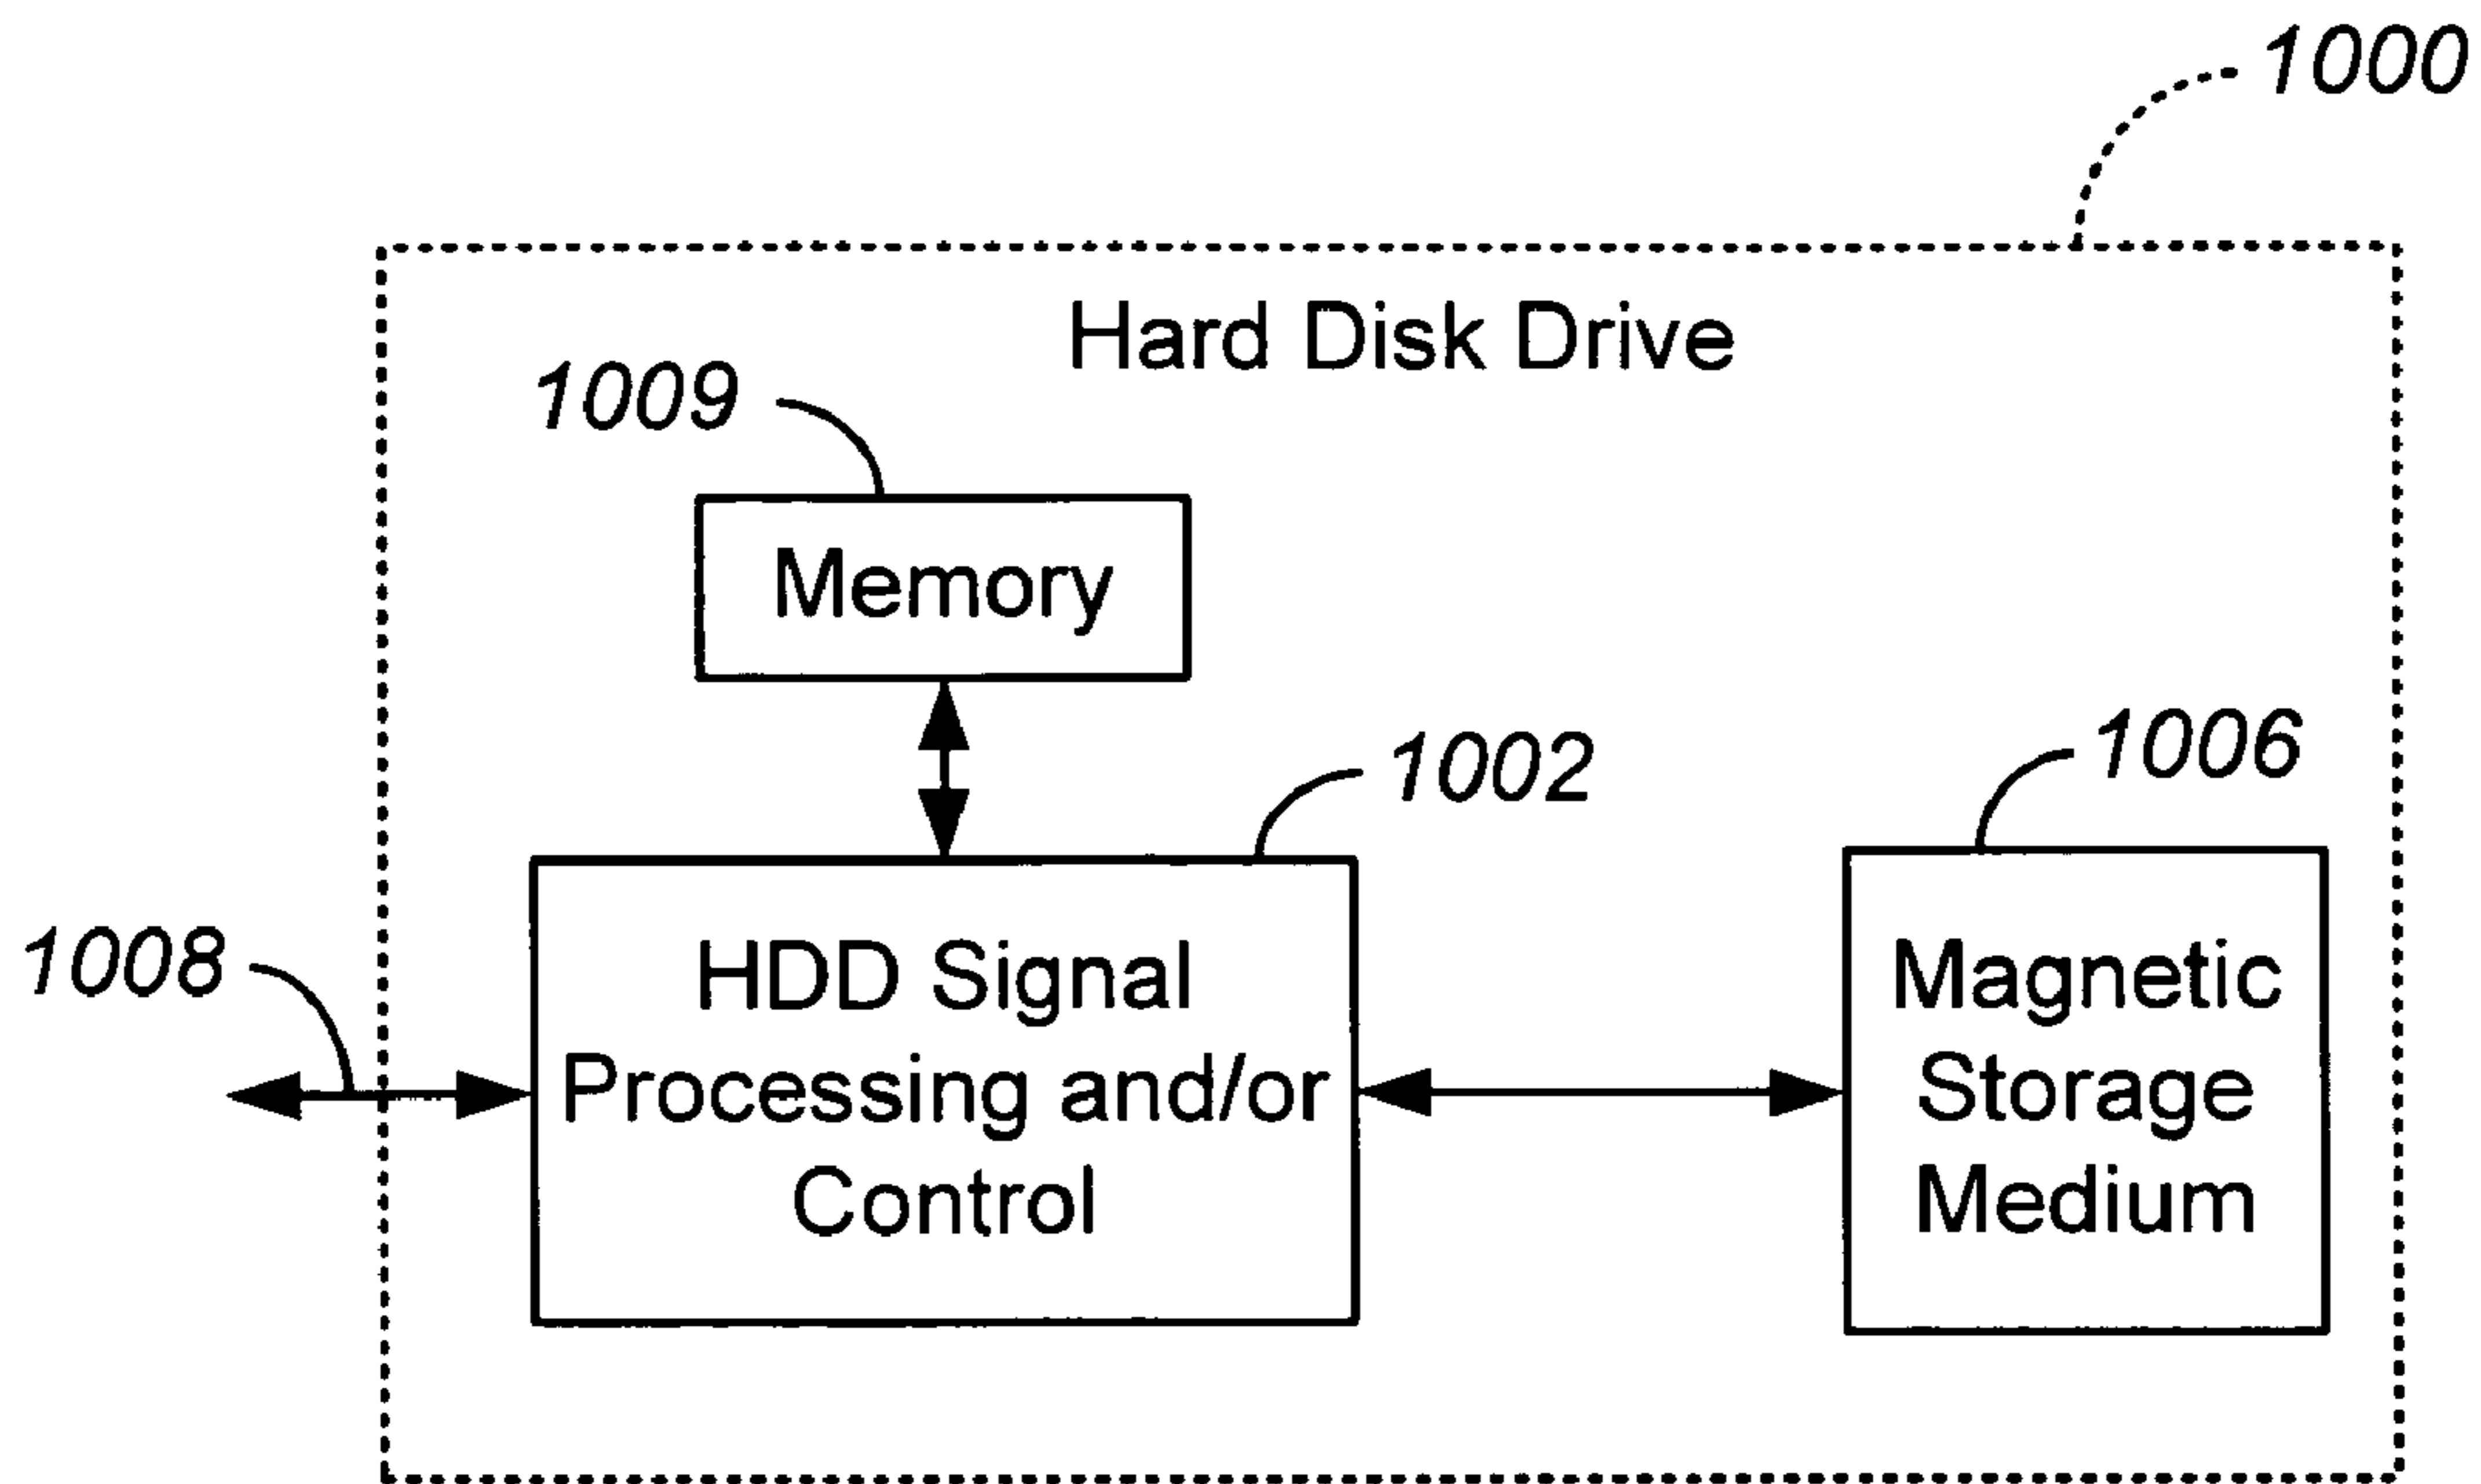 1000
Hard Disk Drive
1009
Memory
1002
1006
1008
HDD Signal
Processing and/or
Control
Magnetic
Storage
Medium